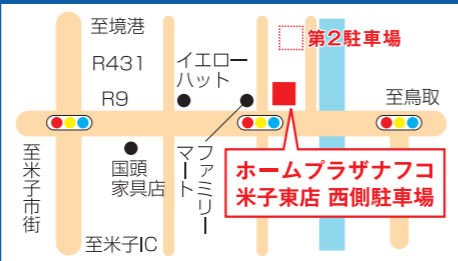 至境港
第2駐車場
R431
イエロー
ハット
R9
至鳥取
至米子市街
国頭
家具店
ファミリー
マート
ホームプラザナフコ
米子東店 西側駐車場
至米子IC